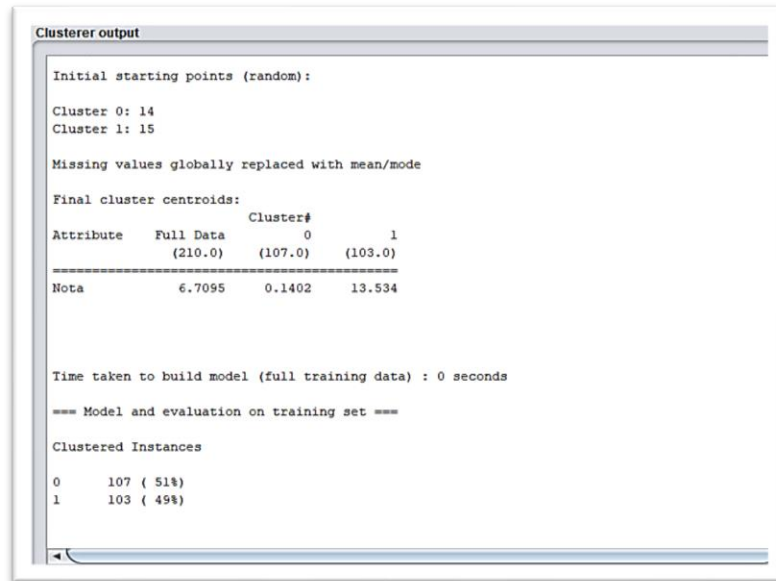 Clusterer output
Initial starting points (random):
Cluster 0: 14
Cluster 1: 15
Missing values globally replaced with mean/mode
Final cluster centroids:
Cluster#
Attribute Full Data 0 1
(210.0) (107.0) (103.0)
================================================
Nota 6.7095 0.1402 13.534
Time taken to build model (full training data) : 0 seconds
=== Model and evaluation on training set ===
Clustered Instances
0 107 ( 51%)
1 103 ( 49%)